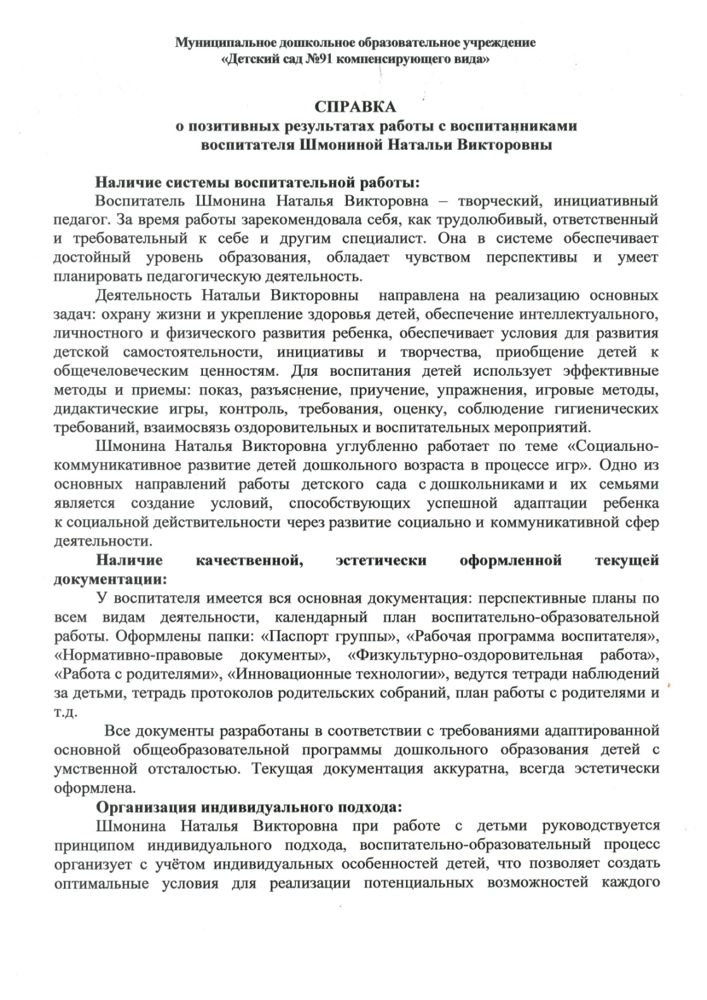 Муниципальное дошкольное образовательное учреждение
«Детский сад №91 компенсирующего вида»
СПРАВКА
о позитивных результатах работы с воспитанниками
воспитателя Шмониной Натальи Викторовны
Наличие системы воспитательной работы:
Воспитатель Шмонина Наталья Викторовна – творческий, инициативный
педагог. За время работы зарекомендовала себя, как трудолюбивый, ответственный
и требовательный к себе и другим специалист. Она в системе обеспечивает
достойный уровень образования, обладает чувством перспективы и умеет
планировать педагогическую деятельность.
Деятельность Натальи Викторовны направлена на реализацию основных
задач: охрану жизни и укрепление здоровья детей, обеспечение интеллектуального,
личностного и физического развития ребенка, обеспечивает условия для развития
детской самостоятельности, инициативы и творчества, приобщение детей к
общечеловеческим ценностям. Для воспитания детей использует эффективные
методы и приемы: показ, разъяснение, приучение, упражнения, игровые методы,
дидактические игры, контроль, требования, оценку, соблюдение гигиенических
требований, взаимосвязь оздоровительных и воспитательных мероприятий.
Шмонина Наталья Викторовна углубленно работает по теме «Социально-
коммуникативное развитие детей дошкольного возраста в процессе игр». Одно из
основных направлений работы детского сада с дошкольниками и их семьями
является создание условий, способствующих успешной адаптации ребенка
к социальной действительности через развитие социально и коммуникативной сфер
деятельности.
Наличие качественной, эстетически оформленной текущей
документации:
У воспитателя имеется вся основная документация: перспективные планы по
всем видам деятельности, календарный план воспитательно-образовательной
работы. Оформлены папки: «Паспорт группы», «Рабочая программа воспитателя»,
«Нормативно-правовые документы», «Физкультурно-оздоровительная работа»,
«Работа с родителями», «Инновационные технологии», ведутся тетради наблюдений
за детьми, тетрадь протоколов родительских собраний, план работы с родителями и
т.д.
Все документы разработаны в соответствии с требованиями адаптированной
основной общеобразовательной программы дошкольного образования детей с
умственной отсталостью. Текущая документация аккуратна, всегда эстетически
оформлена.
Организация индивидуального подхода:
Шмонина Наталья Викторовна при работе с детьми руководствуется
принципом индивидуального подхода, воспитательно-образовательный процесс
организует с учётом индивидуальных особенностей детей, что позволяет создать
оптимальные условия для реализации потенциальных возможностей каждого